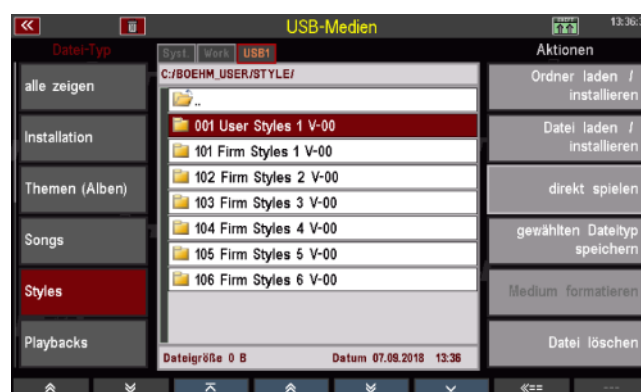 USB-Medien
13:36:
Datei-Typ
Syst. Work USB1
Aktionen
alle zeigen
C:/BOEHM_USER/STYLE/
Ordner laden /
installieren
..
Installation
001 User Styles 1 V-00
Datei laden /
installieren
101 Firm Styles 1 V-00
Themen (Alben)
102 Firm Styles 2 V-00
direkt spielen
103 Firm Styles 3 V-00
Songs
104 Firm Styles 4 V-00
gewählten Dateityp
speichern
105 Firm Styles 5 V-00
Styles
106 Firm Styles 6 V-00
Medium formatieren
Playbacks
Datei löschen
Dateigröße 0 B
Datum 07.09.2018 13:36
«==
---